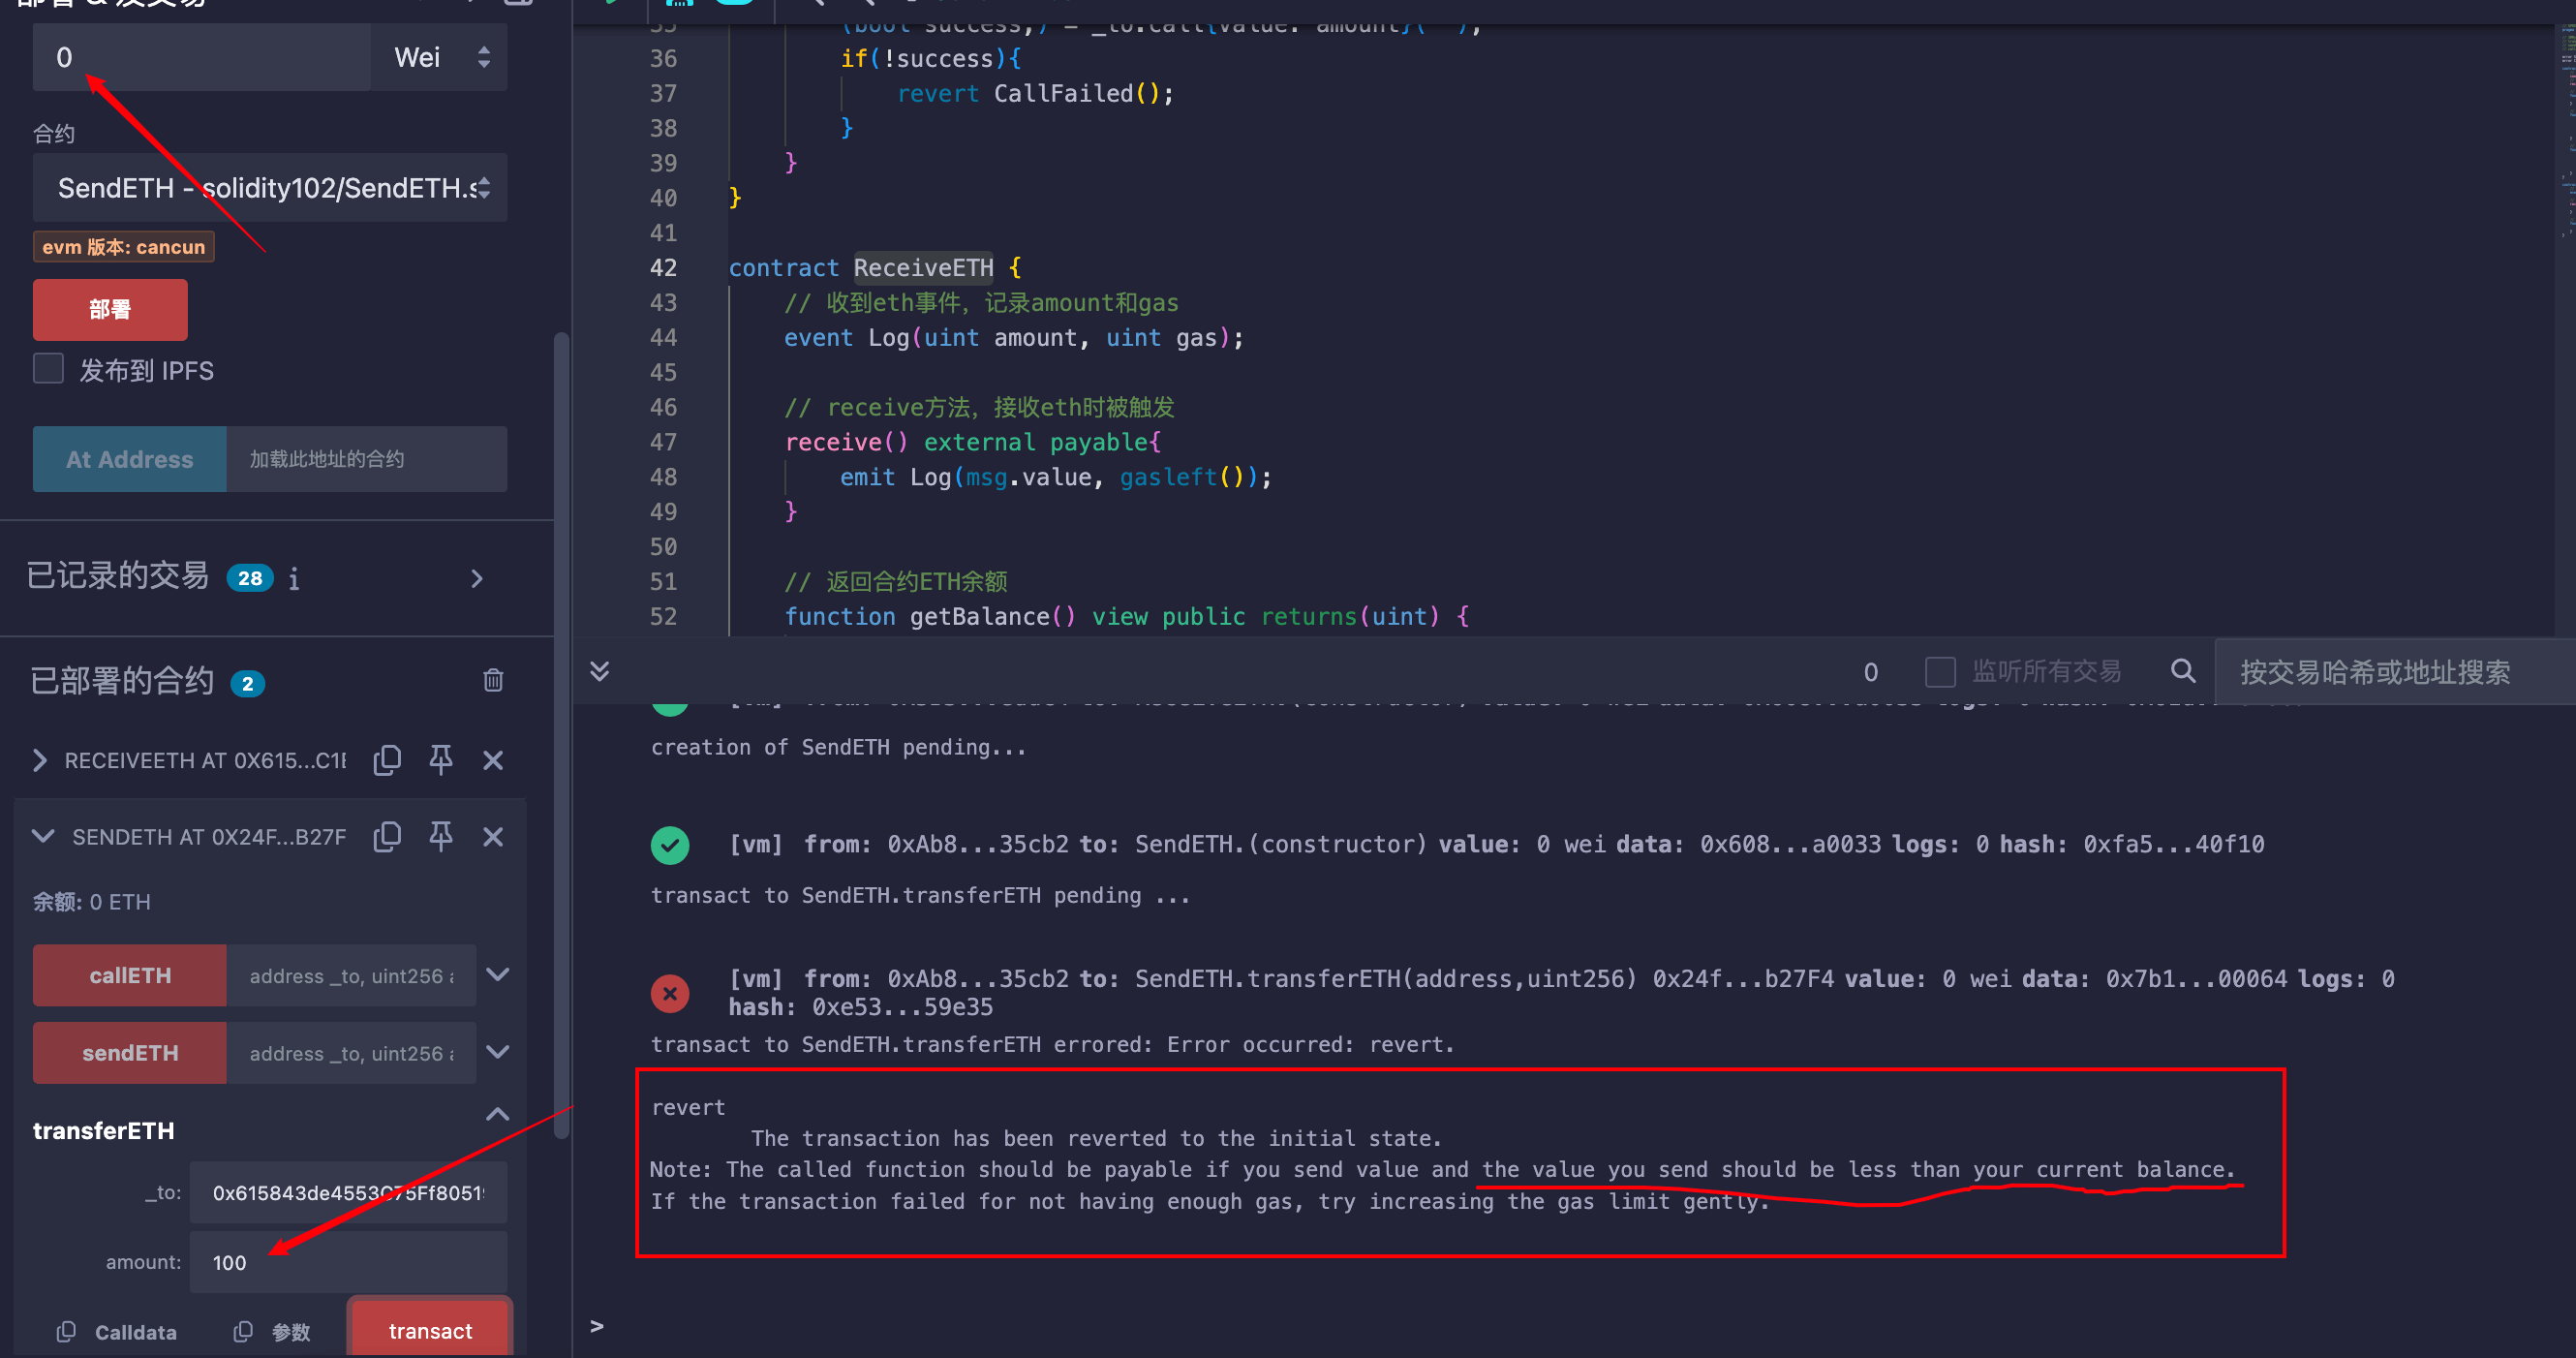 部署 & 发交易
0
Wei
合约
SendETH - solidity102/SendETH.s
evm 版本: cancun
部署
发布到 IPFS
At Address
加载此地址的合约
已记录的交易 28 i
已部署的合约 2
RECEIVEETH AT 0X615...C1
SENDETH AT 0X24F...B27F
余额: 0 ETH
callETH
address _to, uint256 a
sendETH
address _to, uint256 a
transferETH
_to:
0x615843de4553C75Ff8051
amount:
100
Calldata
参数
transact
35 (bool success,) = _to.call{value: amount}("");
36 if(!success){
37 revert CallFailed();
38 }
39 }
40 }
41
42 contract ReceiveETH {
43 // 收到eth事件，记录amount和gas
44 event Log(uint amount, uint gas);
45
46 // receive方法，接收eth时被触发
47 receive() external payable{
48 emit Log(msg.value, gasleft());
49 }
50
51 // 返回合约ETH余额
52 function getBalance() view public returns(uint) {
0
监听所有交易
按交易哈希或地址搜索
creation of SendETH pending...
[vm] from: 0xAb8...35cb2 to: SendETH.(constructor) value: 0 wei data: 0x608...a0033 logs: 0 hash: 0xfa5...40f10
transact to SendETH.transferETH pending ...
[vm] from: 0xAb8...35cb2 to: SendETH.transferETH(address,uint256) 0x24f...b27F4 value: 0 wei data: 0x7b1...00064 logs: 0
hash: 0xe53...59e35
transact to SendETH.transferETH errored: Error occurred: revert.
revert
The transaction has been reverted to the initial state.
Note: The called function should be payable if you send value and the value you send should be less than your current balance.
If the transaction failed for not having enough gas, try increasing the gas limit gently.
>